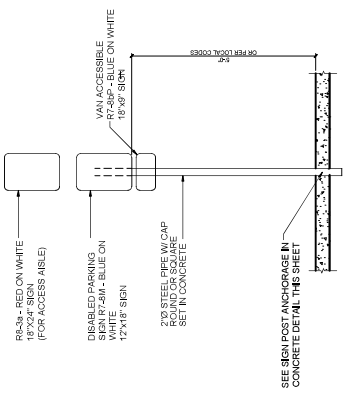 R8-3a - RED ON WHITE
18"X24" SIGN
(FOR ACCESS AISLE)
DISABLED PARKING
SIGN R7-8M - BLUE ON
WHITE
12"x18" SIGN
VAN ACCESSIBLE
R7-8bP - BLUE ON WHITE
18"x9" SIGN
2"Ø STEEL PIPE W/ CAP
ROUND OR SQUARE
SET IN CONCRETE
5'-0"
OR PER LOCAL CODES
SEE SIGN POST ANCHORAGE IN
CONCRETE DETAIL THIS SHEET